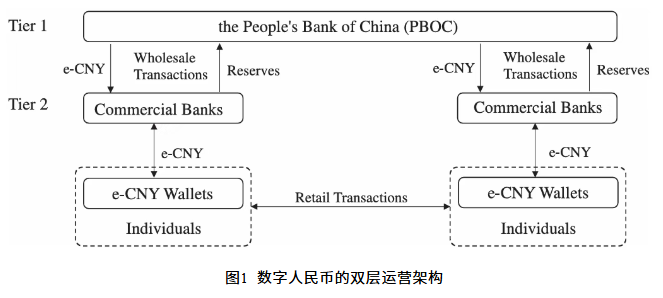 Tier 1
the People's Bank of China (PBOC)
e-CNY
Wholesale
Transactions
Reserves
e-CNY
Wholesale
Transactions
Reserves
Tier 2
Commercial Banks
Commercial Banks
e-CNY
e-CNY
e-CNY Wallets
Retail Transactions
e-CNY Wallets
Individuals
Individuals
图1 数字人民币的双层运营架构